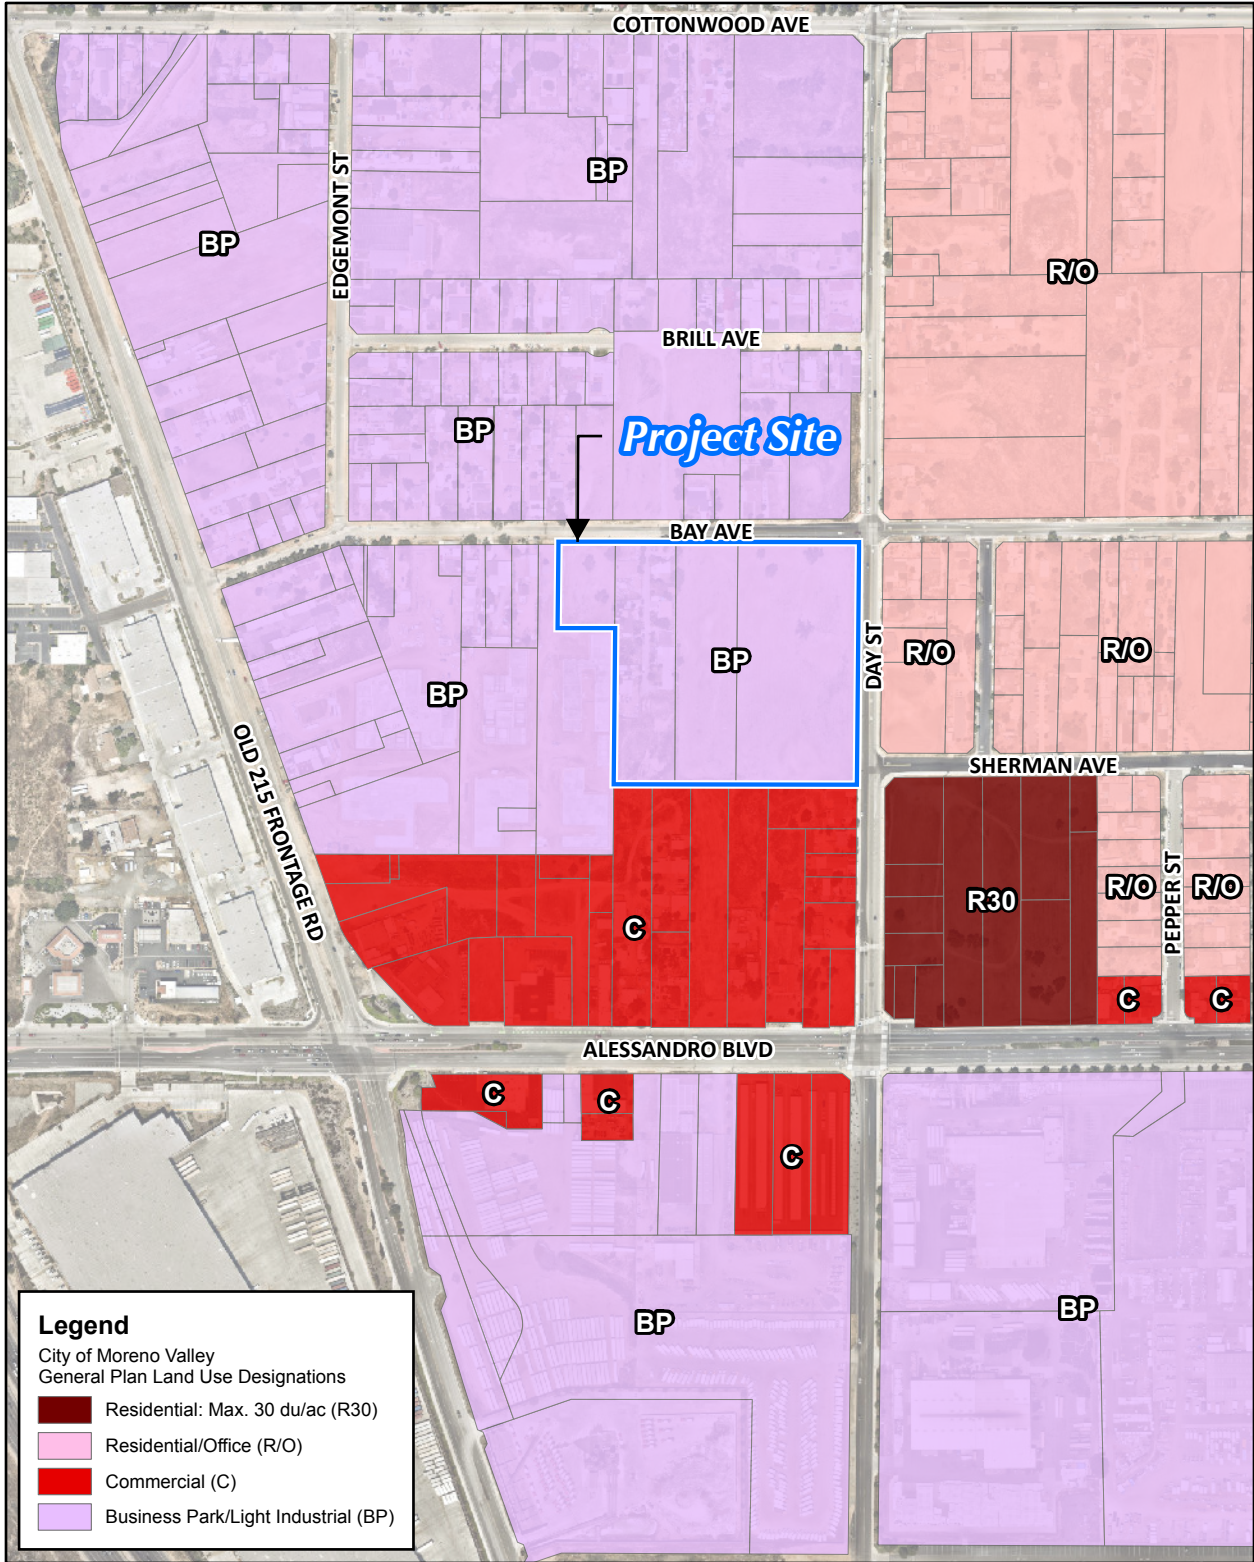 COTTONWOOD AVE
BP
EDGEMONT ST
BP
R/O
BRILL AVE
BP
Project Site
BAY AVE
R/O
R/O
DAY ST
BP
BP
OLD 215 FRONTAGE RD
SHERMAN AVE
R30
R/O
R/O
PEPPER ST
C
C
C
ALESSANDRO BLVD
C
C
C
BP
BP
Legend
City of Moreno Valley
General Plan Land Use Designations
Residential: Max. 30 du/ac (R30)
Residential/Office (R/O)
Commercial (C)
Business Park/Light Industrial (BP)